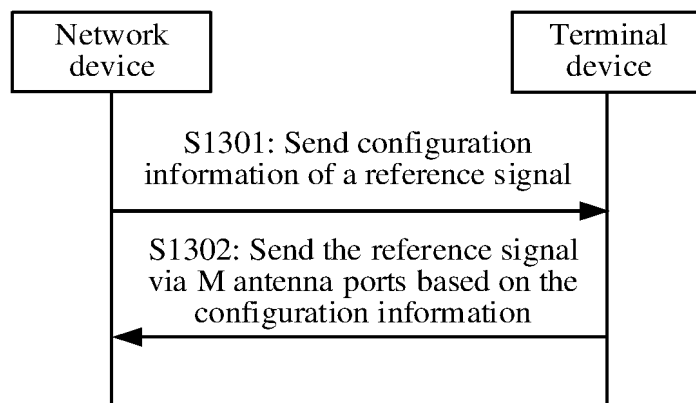 Network
device
Terminal
device
S1301: Send configuration
information of a reference signal
S1302: Send the reference signal
via M antenna ports based on the
configuration information